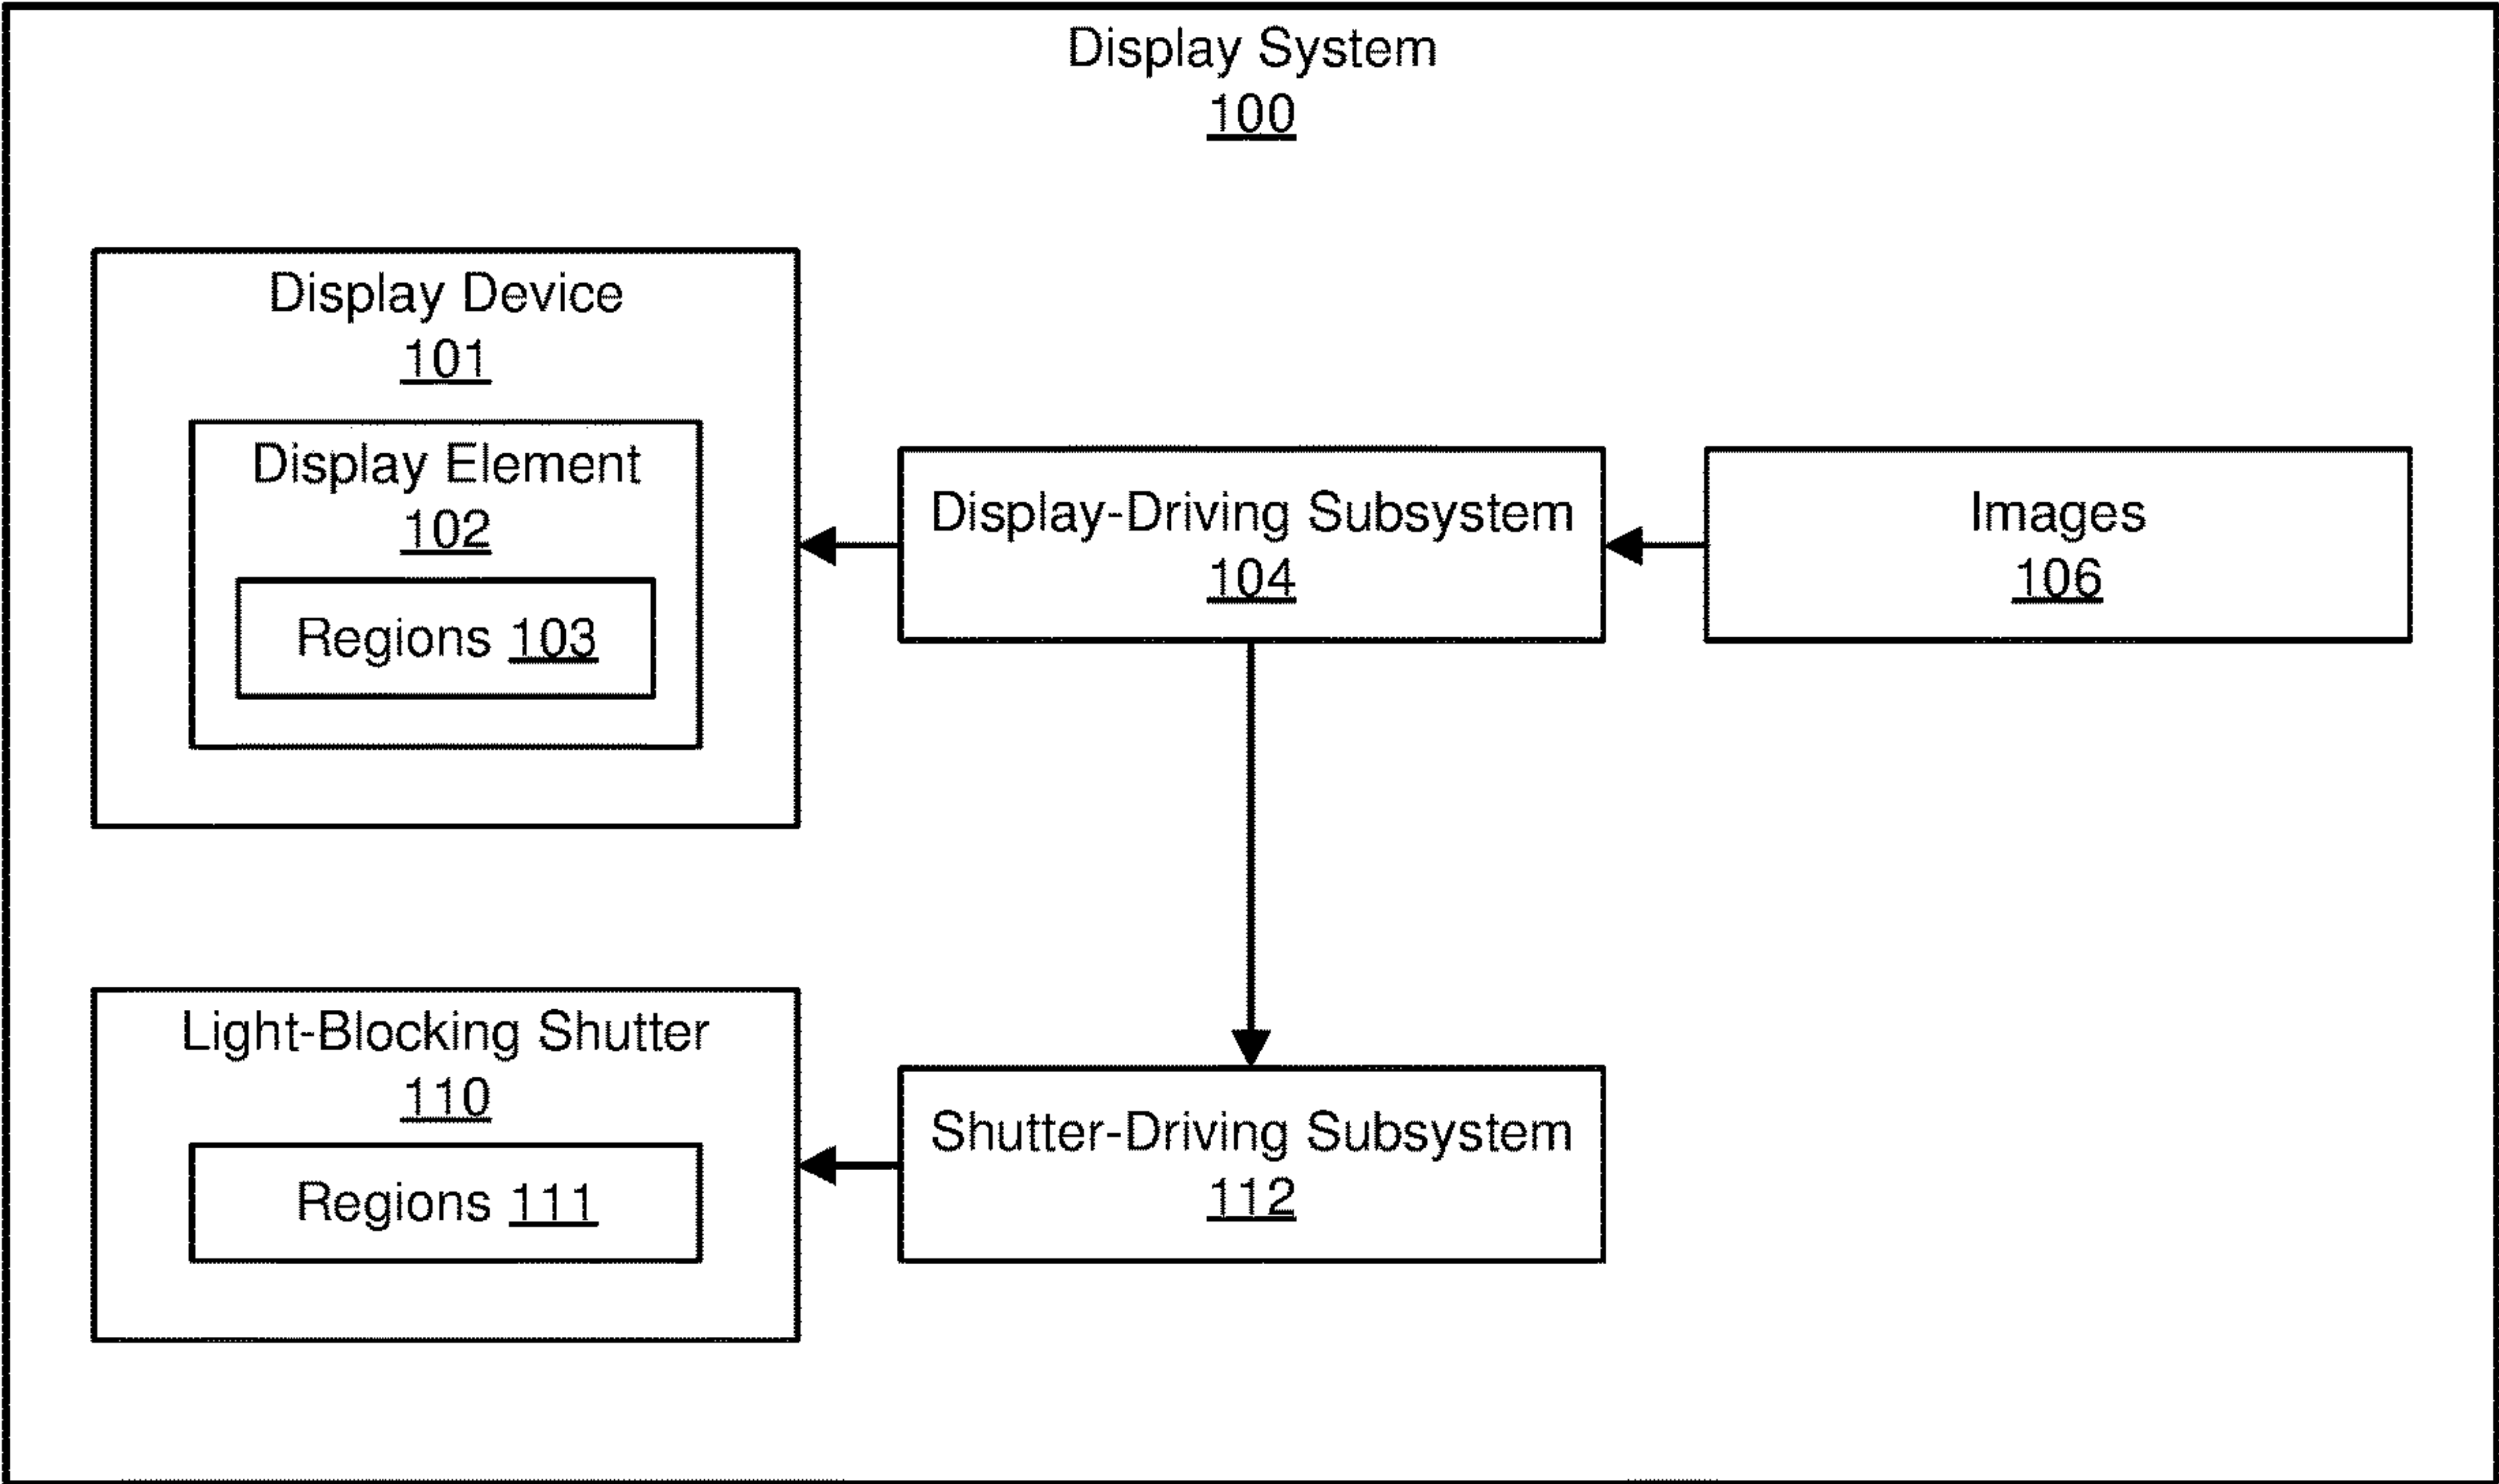 Display System
100
Display Device
101
Display Element
102
Regions 103
Display-Driving Subsystem
104
Images
106
Light-Blocking Shutter
110
Regions 111
Shutter-Driving Subsystem
112